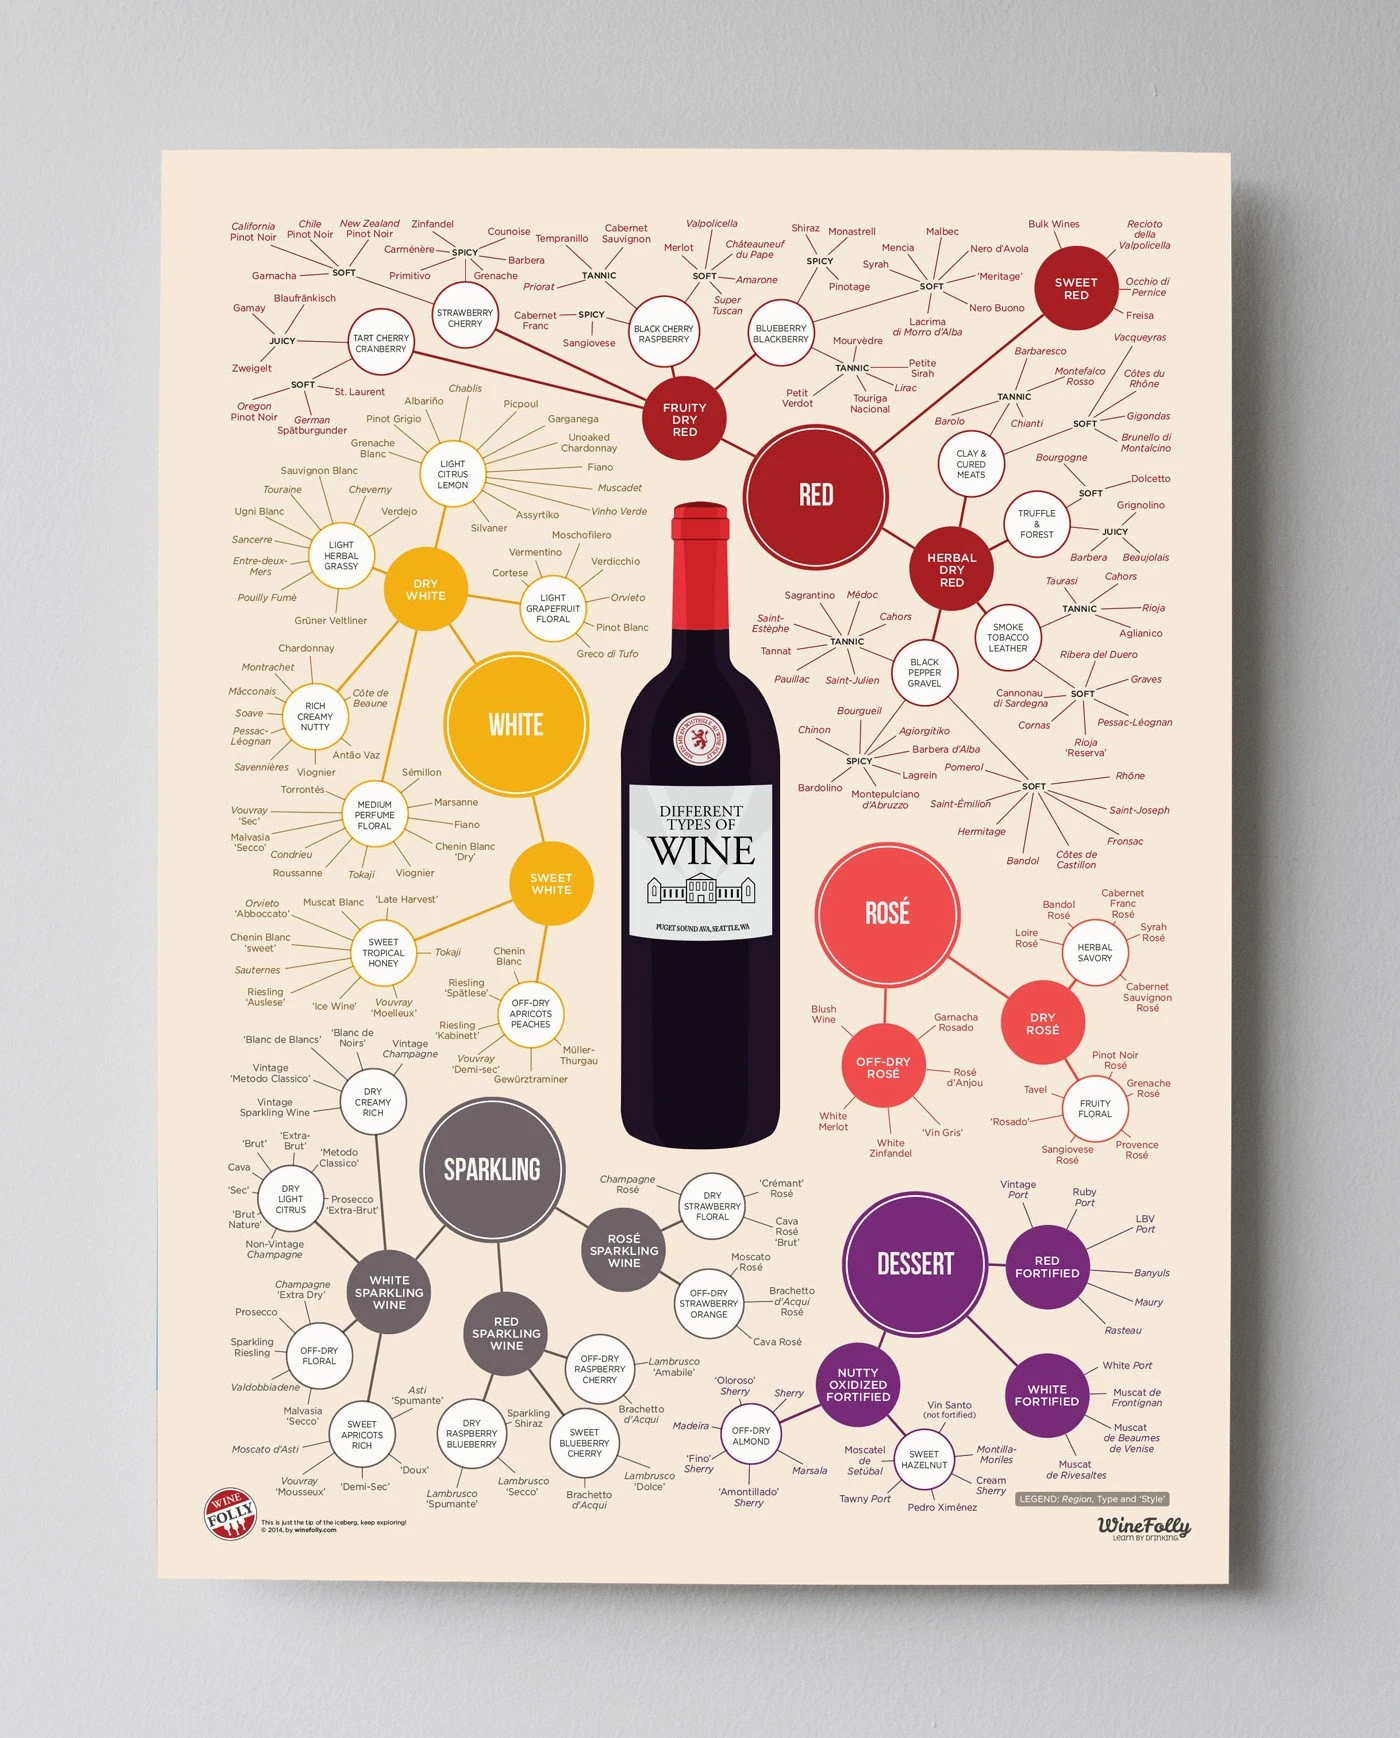 California
Pinot Noir
Chile
Pinot Noir
New Zealand
Pinot Noir
Garnacha
SOFT
Zinfandel
Carménère
SPICY
Counoise
Barbera
Primitivo
Grenache
STRAWBERRY
CHERRY
Gamay
Blaufränkisch
JUICY
Zweigelt
TART CHERRY
CRANBERRY
SOFT
St. Laurent
Oregon
Pinot Noir
German
Spätburgunder
Tempranillo
Cabernet
Sauvignon
TANNIC
Priorat
Cabernet
Franc
SPICY
Sangiovese
BLACK CHERRY
RASPBERRY
Valpolicella
Merlot
Châteauneuf
du Pape
SOFT
Amarone
Super
Tuscan
Shiraz
Monastrell
SPICY
Pinotage
BLUEBERRY
BLACKBERRY
Malbec
Mencia
Nero d'Avola
Syrah
'Meritage'
SOFT
Nero Buono
Lacrima
di Morro d'Alba
Mourvèdre
TANNIC
Petite
Sirah
Lirac
Petit
Verdot
Touriga
Nacional
FRUITY
DRY
RED
RED
Bulk Wines
Recioto
della
Valpolicella
SWEET
RED
Occhio di
Pernice
Freisa
Barbaresco
Montefalco
Rosso
TANNIC
Barolo
Chianti
CLAY &
CURED
MEATS
Vacqueyras
Côtes du
Rhône
Gigondas
SOFT
Brunello di
Montalcino
Bourgogne
Dolcetto
SOFT
TRUFFLE
&
FOREST
Grignolino
JUICY
Barbera
Beaujolais
HERBAL
DRY
RED
Taurasi
Cahors
TANNIC
Rioja
Aglianico
SMOKE
TOBACCO
LEATHER
Ribera del Duero
Graves
SOFT
Cannonau
di Sardegna
Cornas
Pessac-Léognan
Rioja
'Reserva'
Sagrantino
Médoc
Saint-
Estèphe
Cahors
TANNIC
Tannat
Pauillac
Saint-Julien
BLACK
PEPPER
GRAVEL
Bourgueil
Chinon
Agiorgitiko
SPICY
Barbera d'Alba
Lagrein
Bardolino
Montepulciano
d'Abruzzo
Pomerol
SOFT
Rhône
Saint-Émilion
Saint-Joseph
Hermitage
Fronsac
Bandol
Côtes de
Castillon
Chablis
Albariño
Picpoul
Pinot Grigio
Garganega
Grenache
Blanc
Unoaked
Chardonnay
LIGHT
CITRUS
LEMON
Fiano
Muscadet
Vinho Verde
Assyrtiko
Silvaner
Sauvignon Blanc
Touraine
Cheverny
Ugni Blanc
Verdejo
Sancerre
Entre-deux-
Mers
LIGHT
HERBAL
GRASSY
Pouilly Fumé
Grüner Veltliner
DRY
WHITE
Moschofilero
Vermentino
Verdicchio
Cortese
LIGHT
GRAPEFRUIT
FLORAL
Orvieto
Pinot Blanc
Greco di Tufo
Chardonnay
Montrachet
Mâcconais
Côte de
Beaune
Soave
RICH
CREAMY
NUTTY
Pessac-
Léognan
Antão Vaz
Savennières
Viognier
WHITE
Sémillon
Torrontés
Marsanne
Vouvray
'Sec'
MEDIUM
PERFUME
FLORAL
Fiano
Malvasia
'Secco'
Chenin Blanc
'Dry'
Condrieu
Roussanne
Tokaji
Viognier
SWEET
WHITE
Orvieto
'Abboccato'
Muscat Blanc
'Late Harvest'
Chenin Blanc
'sweet'
SWEET
TROPICAL
HONEY
Tokaji
Sauternes
Riesling
'Auslese'
'Ice Wine'
Vouvray
'Moelleux'
Chenin
Blanc
Riesling
'Spätlese'
OFF-DRY
APRICOTS
PEACHES
Riesling
'Kabinett'
Vouvray
'Demi-sec'
Müller-
Thurgau
Gewürztraminer
DIFFERENT
TYPES OF
WINE
PUGET SOUND AVA, SEATTLE, WA
ROSÉ
Cabernet
Franc
Rosé
Bandol
Rosé
Syrah
Rosé
Loire
Rosé
HERBAL
SAVORY
Cabernet
Sauvignon
Rosé
DRY
ROSÉ
Blush
Wine
Garnacha
Rosado
OFF-DRY
ROSÉ
Rosé
d'Anjou
White
Merlot
'Vin Gris'
White
Zinfandel
Pinot Noir
Rosé
Tavel
Grenache
Rosé
'Rosado'
FRUITY
FLORAL
Sangiovese
Rosé
Provence
Rosé
'Blanc de Blancs'
'Blanc de
Noirs'
Vintage
Champagne
Vintage
'Metodo Classico'
DRY
CREAMY
RICH
Vintage
Sparkling Wine
SPARKLING
'Brut'
'Extra-
Brut'
'Metodo
Classico'
Cava
'Sec'
DRY
LIGHT
CITRUS
Prosecco
'Extra-Brut'
'Brut
Nature'
Non-Vintage
Champagne
WHITE
SPARKLING
WINE
Champagne
'Extra Dry'
Prosecco
Sparkling
Riesling
OFF-DRY
FLORAL
Valdobbiadene
Malvasia
'Secco'
Asti
'Spumante'
SWEET
APRICOTS
RICH
Moscato d'Asti
'Doux'
Vouvray
'Mousseux'
'Demi-Sec'
RED
SPARKLING
WINE
DRY
RASPBERRY
BLUEBERRY
Sparkling
Shiraz
Lambrusco
'Secco'
Lambrusco
'Spumante'
OFF-DRY
RASPBERRY
CHERRY
Lambrusco
'Amabile'
Brachetto
d'Acqui
SWEET
BLUEBERRY
CHERRY
Lambrusco
'Dolce'
Brachetto
d'Acqui
ROSÉ
SPARKLING
WINE
Champagne
Rosé
DRY
STRAWBERRY
FLORAL
'Crémant'
Rosé
Cava
Rosé
'Brut'
Moscato
Rosé
OFF-DRY
STRAWBERRY
ORANGE
Brachetto
d'Acqui
Rosé
Cava Rosé
DESSERT
Vintage
Port
Ruby
Port
LBV
Port
RED
FORTIFIED
Banyuls
Maury
Rasteau
WHITE
FORTIFIED
White Port
Muscat de
Frontignan
Muscat
de Beaumes
de Venise
Muscat
de Rivesaltes
NUTTY
OXIDIZED
FORTIFIED
'Oloroso'
Sherry
Sherry
Madeira
OFF-DRY
ALMOND
'Fino'
Sherry
Marsala
'Amontillado'
Sherry
Vin Santo
(not fortified)
Moscatel
de
Setúbal
SWEET
HAZELNUT
Montilla-
Moriles
Cream
Sherry
Tawny Port
Pedro Ximénez
LEGEND: Region, Type and 'Style'
WINE
FOLLY
This is just the tip of the iceberg, keep exploring!
© 2014, by winefolly.com
WineFolly
Learn by Drinking.